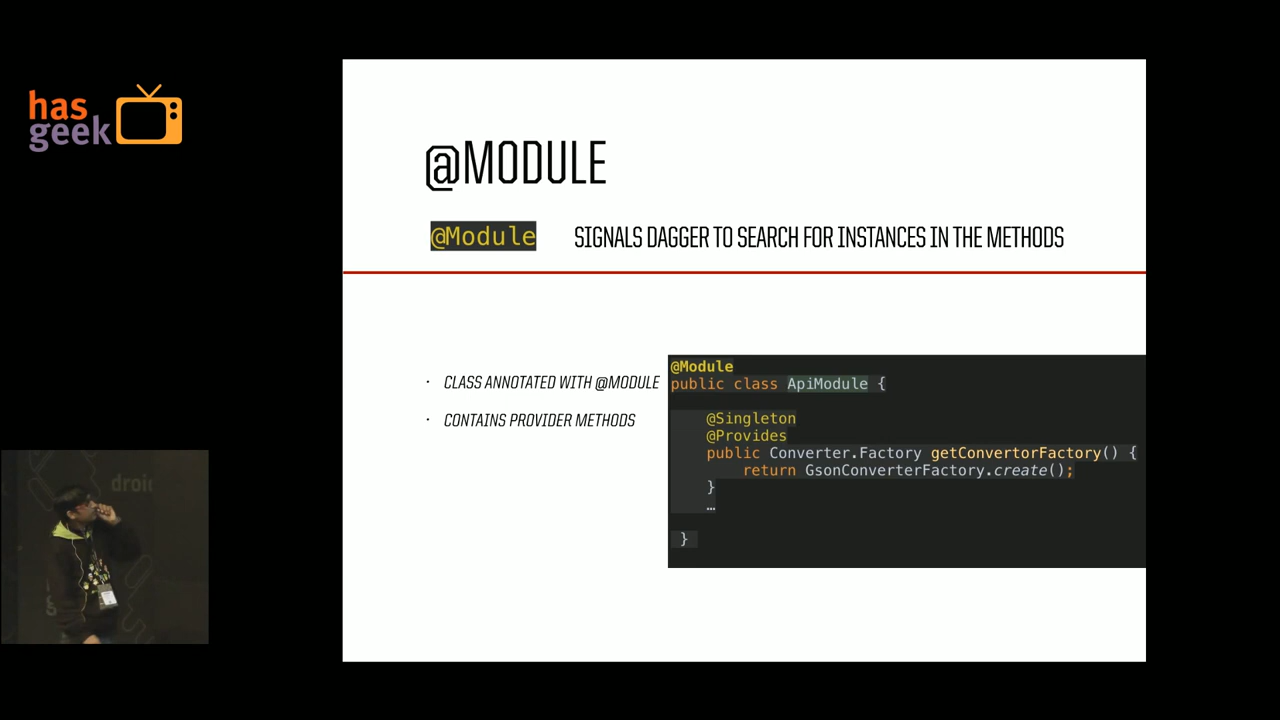 has
geek
@MODULE
@Module SIGNALS DAGGER TO SEARCH FOR INSTANCES IN THE METHODS
· CLASS ANNOTATED WITH @MODULE
· CONTAINS PROVIDER METHODS
@Module
public class ApiModule {
@Singleton
@Provides
public Converter.Factory getConvertorFactory() {
return GsonConverterFactory.create();
}
…
}
droi